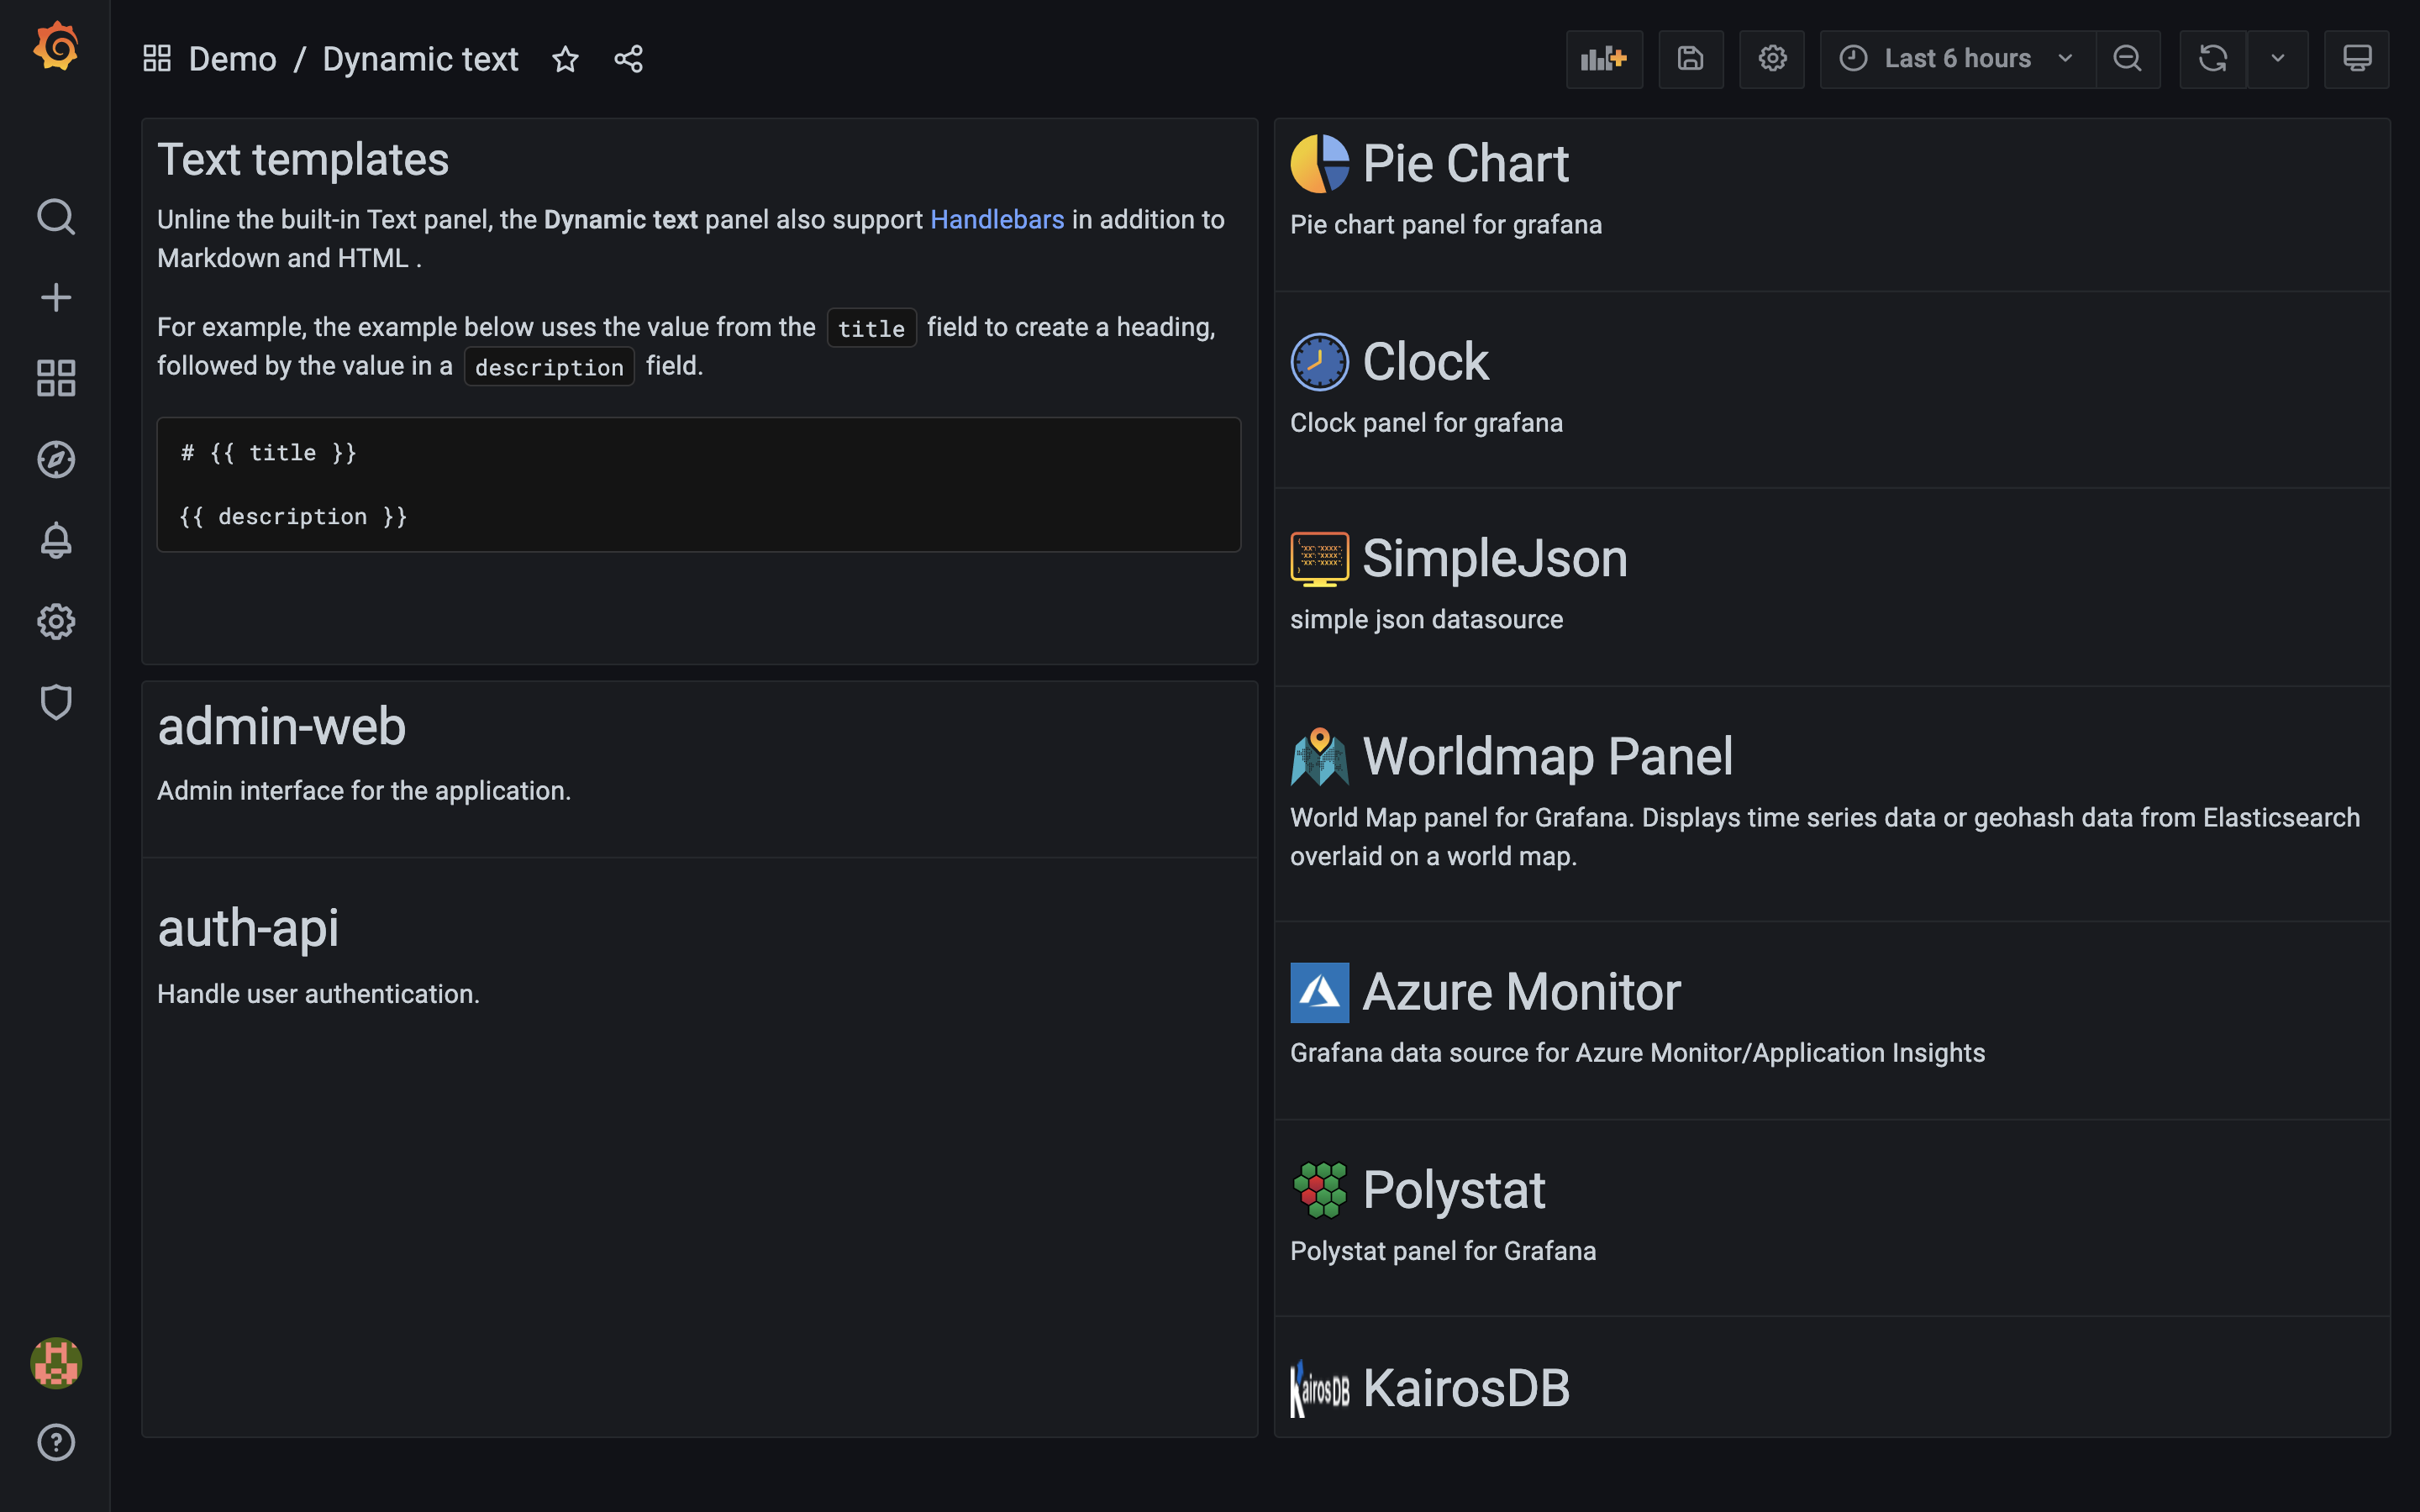 Demo / Dynamic text
Last 6 hours
Text templates
Unline the built-in Text panel, the Dynamic text panel also support Handlebars in addition to
Markdown and HTML .
For example, the example below uses the value from the title field to create a heading,
followed by the value in a description field.
# {{ title }}
{{ description }}
admin-web
Admin interface for the application.
auth-api
Handle user authentication.
Pie Chart
Pie chart panel for grafana
Clock
Clock panel for grafana
{
"XX":"XXXX",
"XX":"XXXX",
"XX":"XXXX",
}
SimpleJson
simple json datasource
Worldmap Panel
World Map panel for Grafana. Displays time series data or geohash data from Elasticsearch
overlaid on a world map.
Azure Monitor
Grafana data source for Azure Monitor/Application Insights
Polystat
Polystat panel for Grafana
KairosDB KairosDB